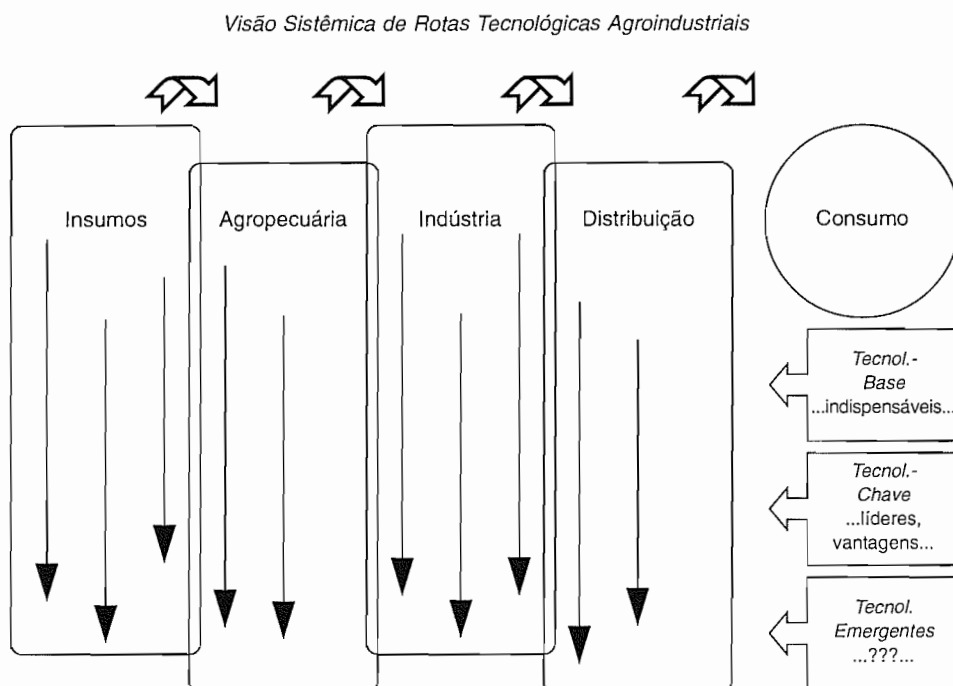 Visão Sistêmica de Rotas Tecnológicas Agroindustriais
Insumos
Agropecuária
Indústria
Distribuição
Consumo
Tecnol.-
Base
...indispensáveis...
Tecnol.-
Chave
...líderes,
vantagens...
Tecnol.
Emergentes
...???...